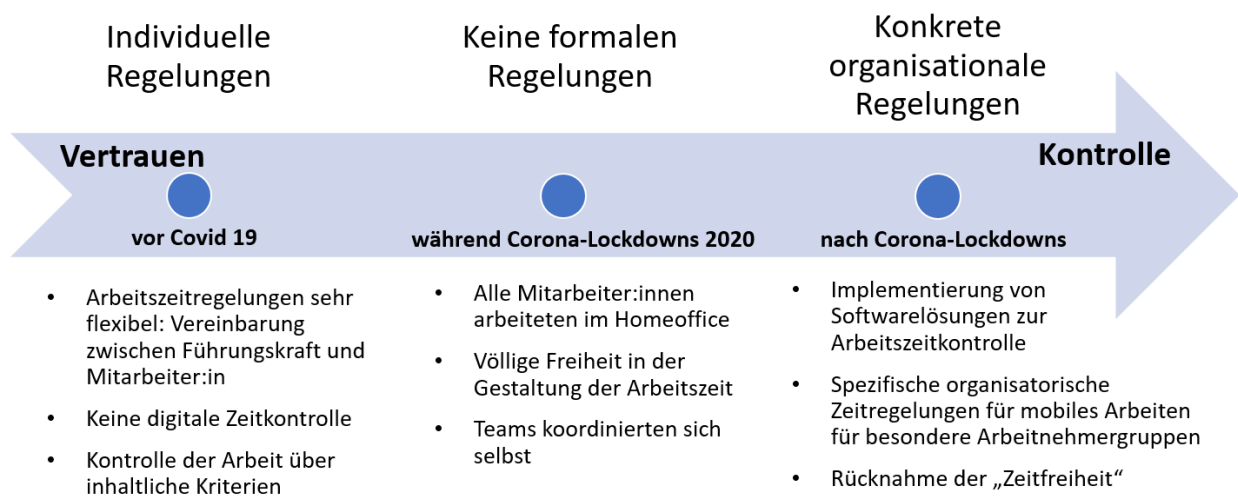 Individuelle
Regelungen
Keine formalen
Regelungen
Konkrete
organisationale
Regelungen
Vertrauen
Kontrolle
vor Covid 19
während Corona-Lockdowns 2020
nach Corona-Lockdowns
• Arbeitszeitregelungen sehr
flexibel: Vereinbarung
zwischen Führungskraft und
Mitarbeiter:in
• Keine digitale Zeitkontrolle
• Kontrolle der Arbeit über
inhaltliche Kriterien
• Alle Mitarbeiter:innen
arbeiteten im Homeoffice
• Völlige Freiheit in der
Gestaltung der Arbeitszeit
• Teams koordinierten sich
selbst
• Implementierung von
Softwarelösungen zur
Arbeitszeitkontrolle
• Spezifische organisatorische
Zeitregelungen für mobiles Arbeiten
für besondere Arbeitnehmergruppen
• Rücknahme der „Zeitfreiheit“